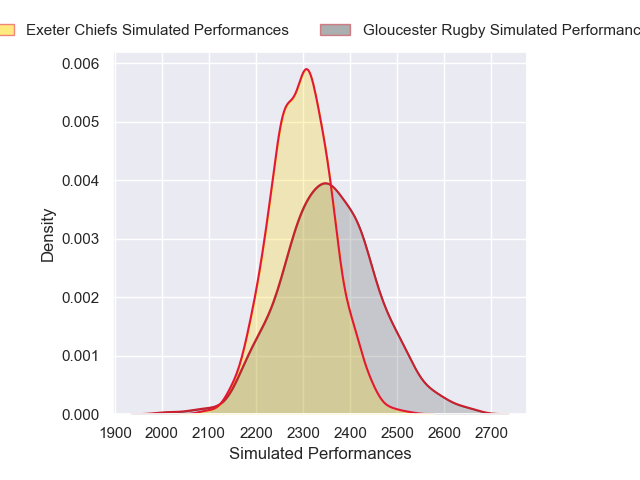 Exeter Chiefs Simulated Performances Gloucester Rugby Simulated
0.006
0.005
0.004
0.003
0.002
0.001
0.000
Density
1900 2000 2100 2200 2300 2400 2500 2600 2700
Simulated Performances